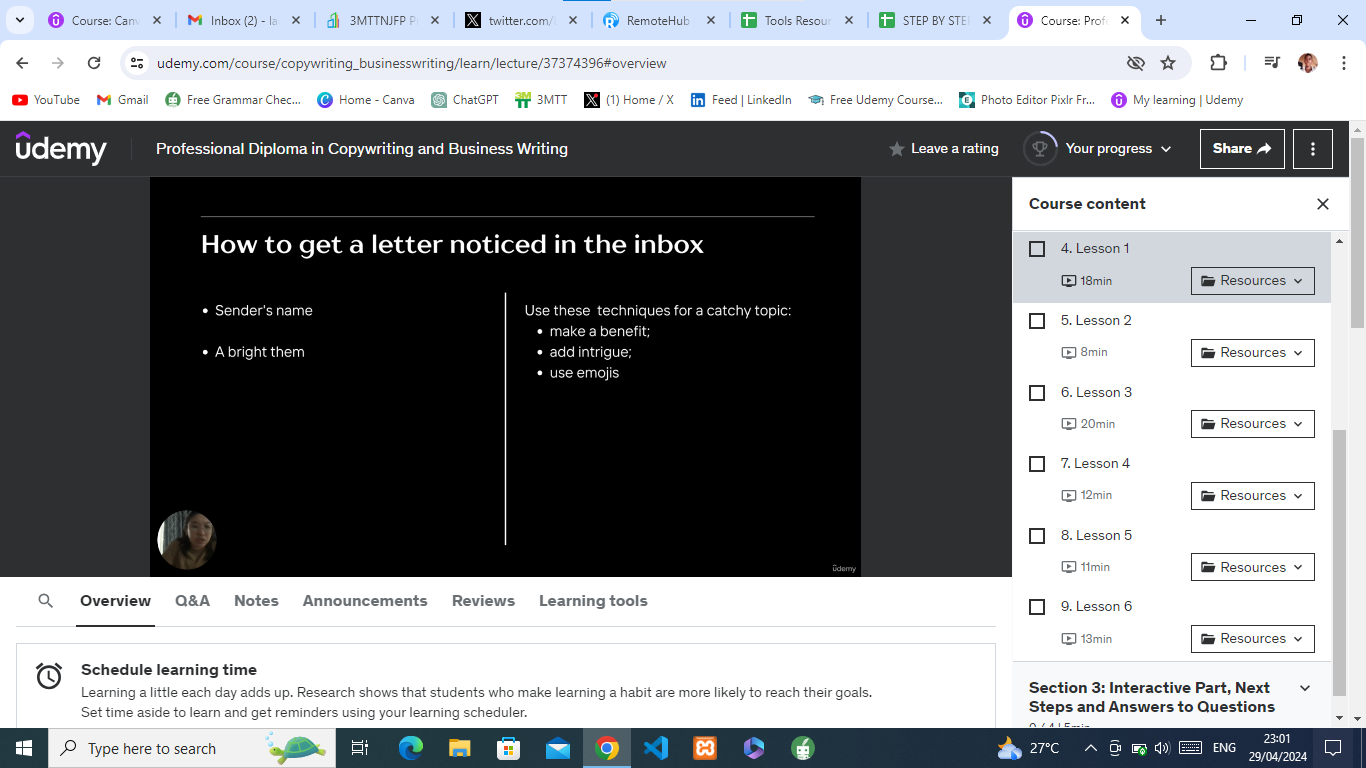 Course: Canv
Inbox (2) - la
3MTTNJFP P
twitter.com/
RemoteHub
Tools Resour
STEP BY STE
Course: Profe
udemy.com/course/copywriting_businesswriting/learn/lecture/37374396#overview
YouTube
Gmail
Free Grammar Chec...
Home - Canva
ChatGPT
3MTT
(1) Home / X
Feed | LinkedIn
Free Udemy Course...
Photo Editor Pixlr Fr...
My learning | Udemy
udemy
Professional Diploma in Copywriting and Business Writing
Leave a rating
Your progress
Share
How to get a letter noticed in the inbox
• Sender's name
• A bright them
Use these techniques for a catchy topic:
• make a benefit;
• add intrigue;
• use emojis
udemy
Course content
4. Lesson 1
18min
Resources
5. Lesson 2
8min
Resources
6. Lesson 3
20min
Resources
7. Lesson 4
12min
Resources
8. Lesson 5
11min
Resources
9. Lesson 6
13min
Resources
Section 3: Interactive Part, Next
Steps and Answers to Questions
0 / 4 | 5min
Overview
Q&A
Notes
Announcements
Reviews
Learning tools
Schedule learning time
Learning a little each day adds up. Research shows that students who make learning a habit are more likely to reach their goals.
Set time aside to learn and get reminders using your learning scheduler.
Type here to search
27°C
ENG
23:01
29/04/2024